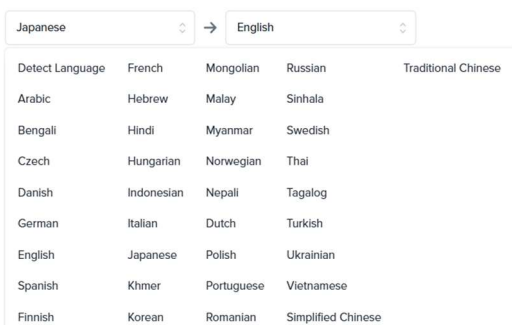 Japanese → English
Detect Language French Mongolian Russian Traditional Chinese
Arabic Hebrew Malay Sinhala
Bengali Hindi Myanmar Swedish
Czech Hungarian Norwegian Thai
Danish Indonesian Nepali Tagalog
German Italian Dutch Turkish
English Japanese Polish Ukrainian
Spanish Khmer Portuguese Vietnamese
Finnish Korean Romanian Simplified Chinese